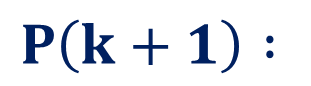 P(k + 1) :